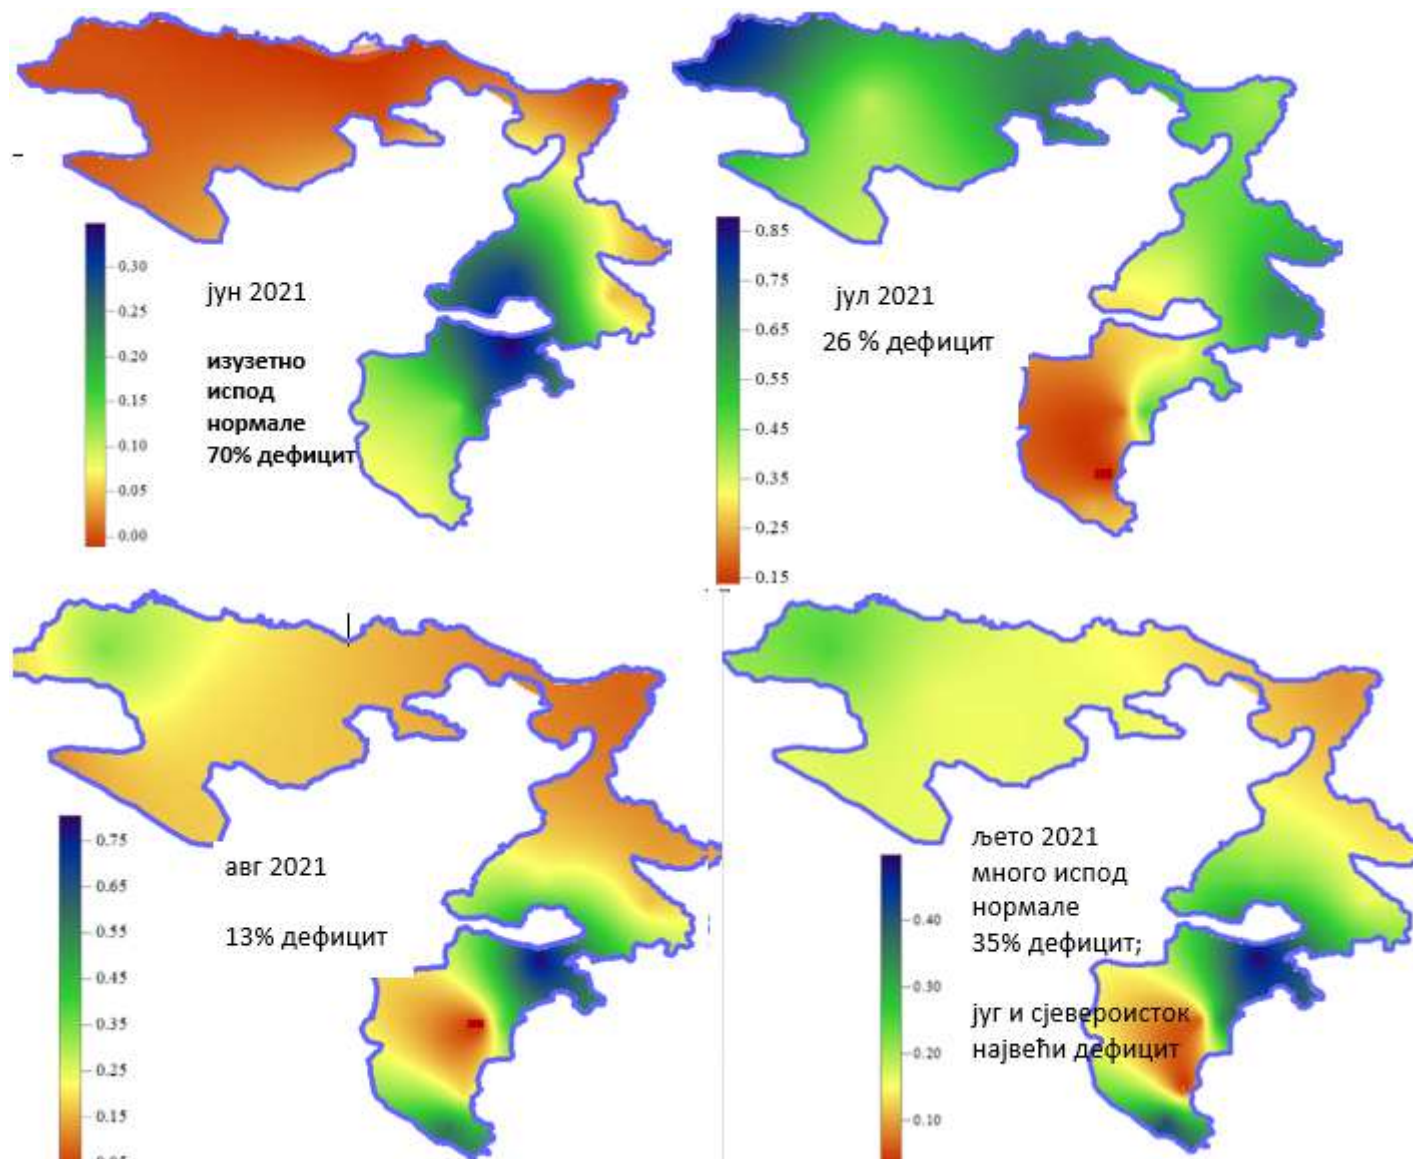 јун 2021
изузетно
испод
нормале
70% дефицит
0.30
0.25
0.20
0.15
0.10
0.05
0.00
јул 2021
26 % дефицит
0.85
0.75
0.65
0.55
0.45
0.35
0.25
0.15
авг 2021
13% дефицит
0.75
0.65
0.55
0.45
0.35
0.25
0.15
љето 2021
много испод
нормале
35% дефицит;
југ и сјевероисток
највећи дефицит
0.40
0.30
0.20
0.10